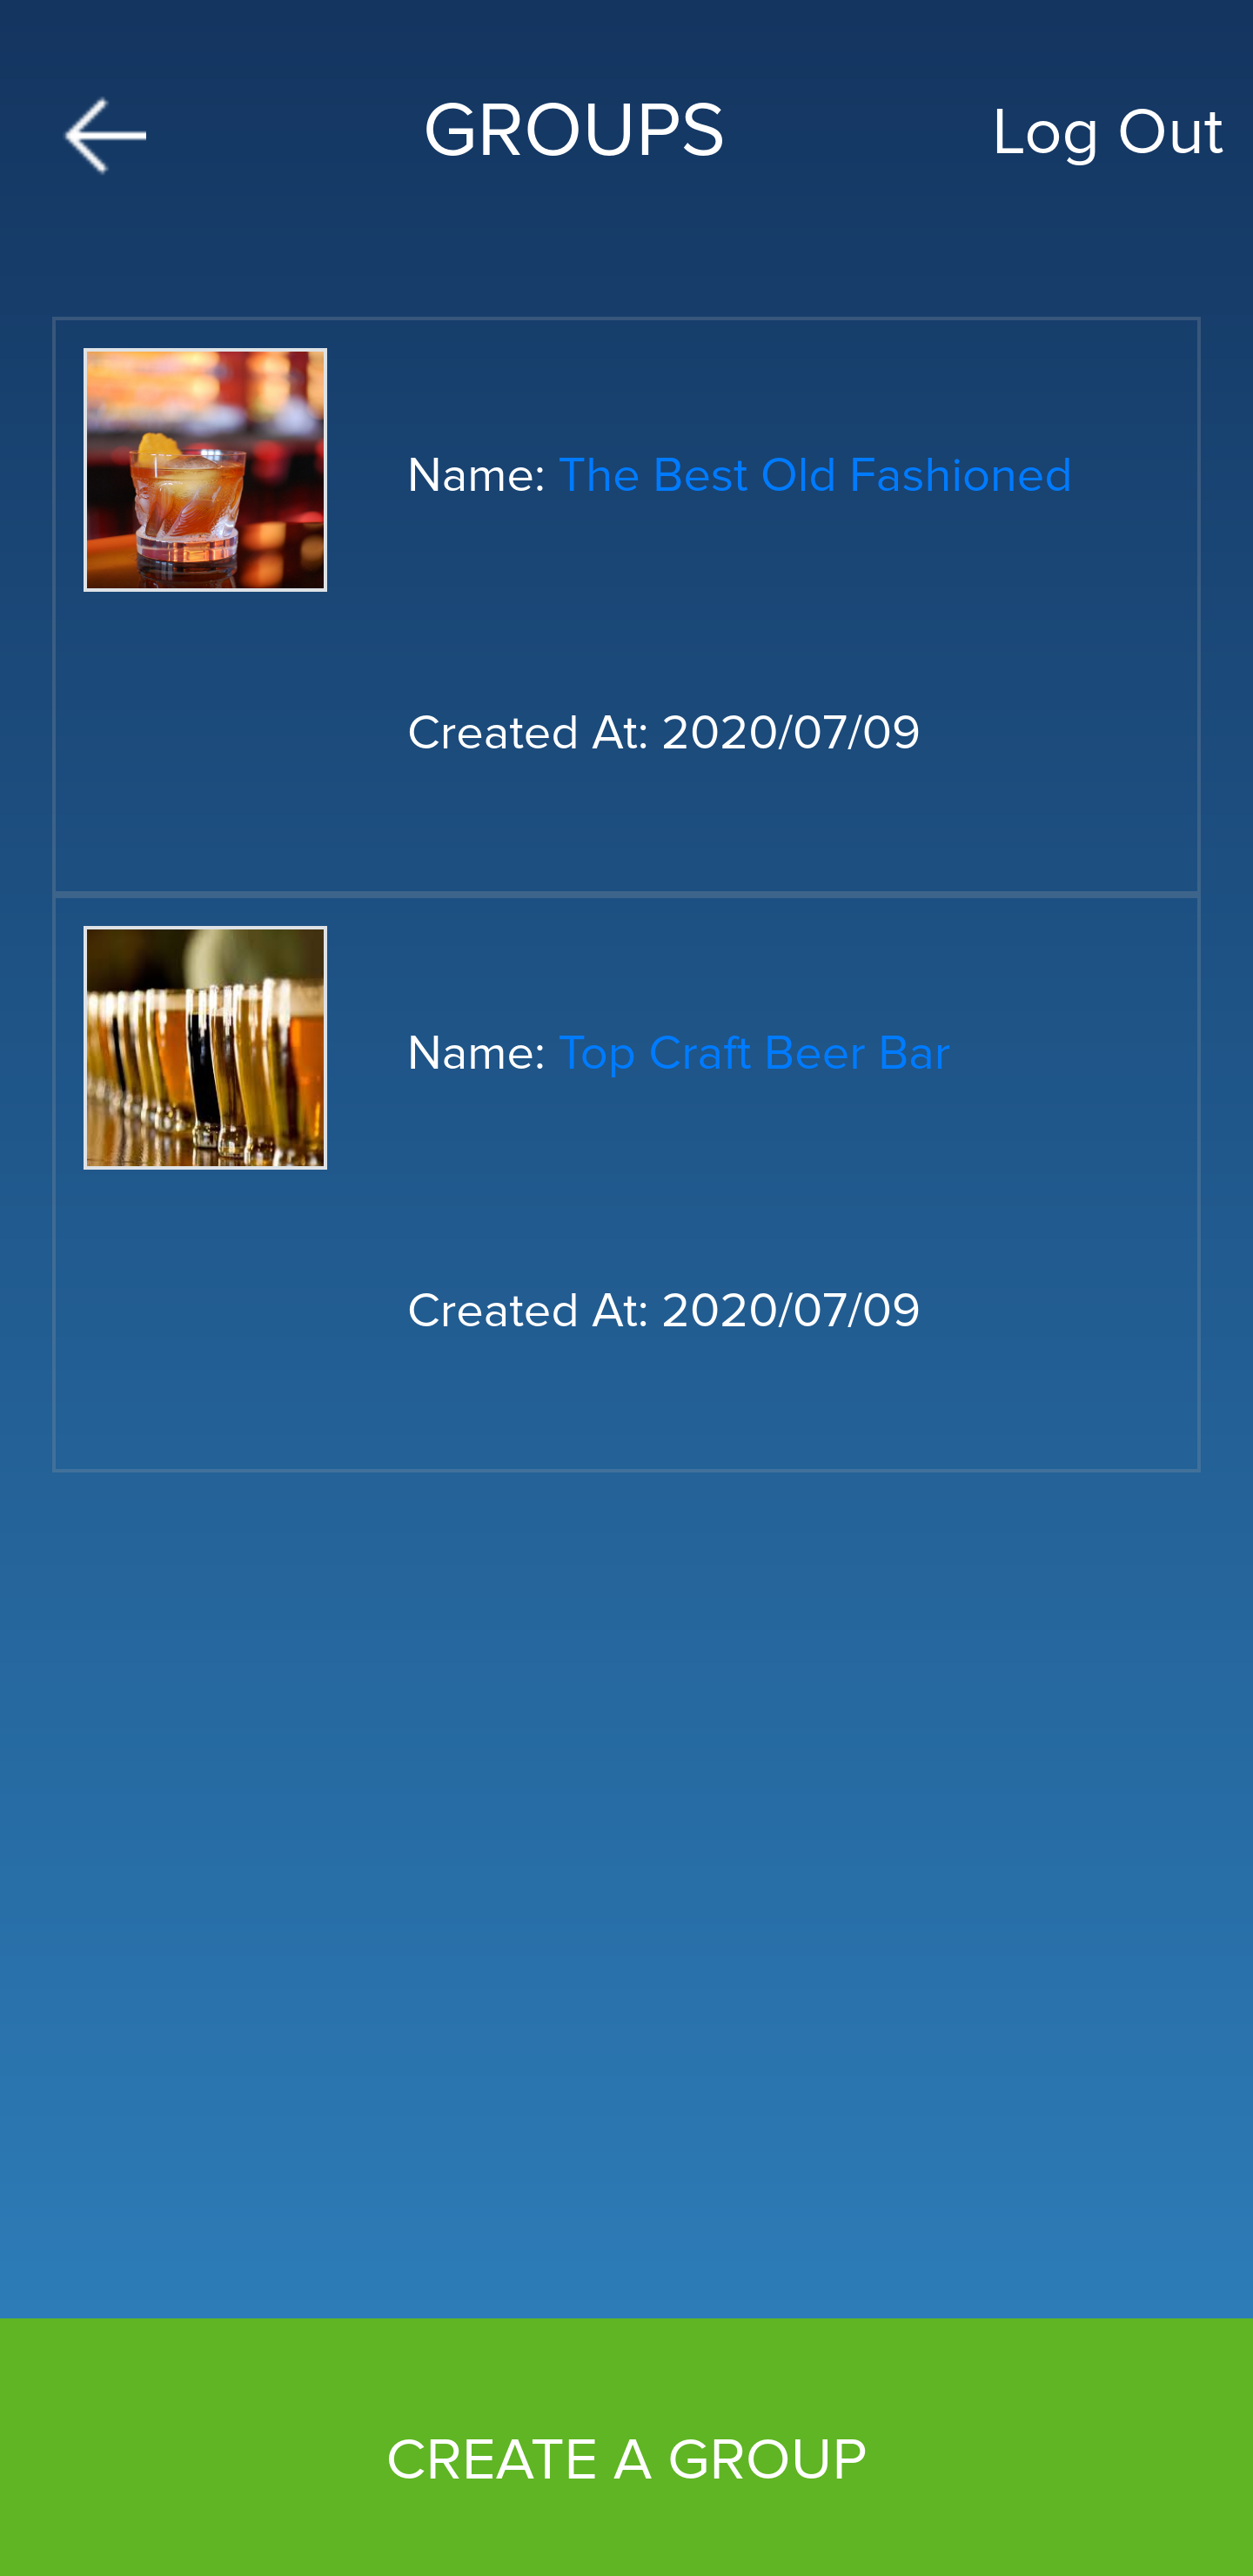 GROUPS
Log Out
Name: The Best Old Fashioned
Created At: 2020/07/09
Name: Top Craft Beer Bar
Created At: 2020/07/09
CREATE A GROUP